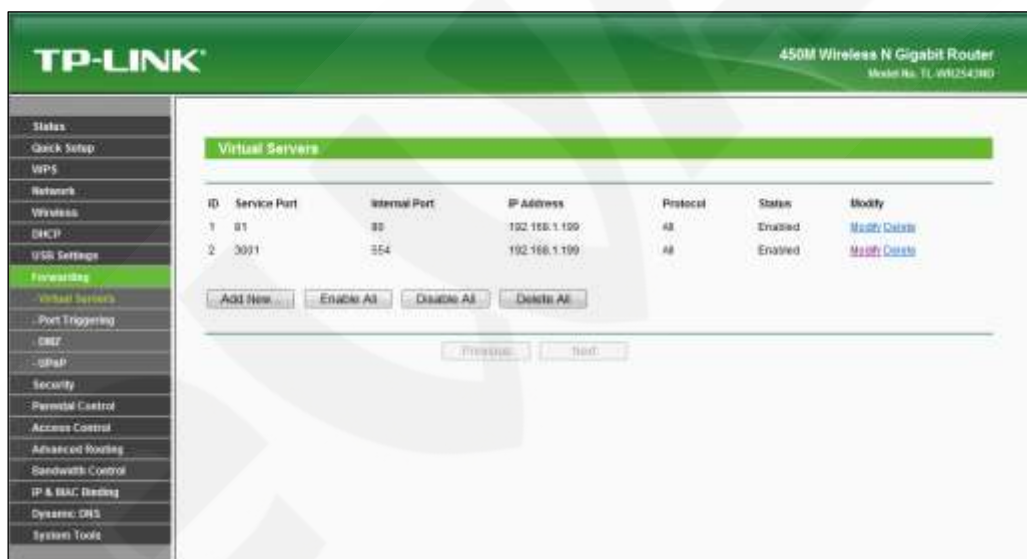 TP-LINK
450M Wireless N Gigabit Router
Model No. TL-WR2543ND
Status
Quick Setup
WPS
Network
Wireless
DHCP
USB Settings
Forwarding
- Virtual Servers
- Port Triggering
- DMZ
- UPnP
Security
Parental Control
Access Control
Advanced Routing
Bandwidth Control
IP & MAC Binding
Dynamic DNS
System Tools
Virtual Servers
ID Service Port Internal Port IP Address Protocol Status Modify
1 81 80 192.168.1.199 All Enabled Modify Delete
2 3001 554 192.168.1.199 All Enabled Modify Delete
Add New... Enable All Disable All Delete All
Previous Next